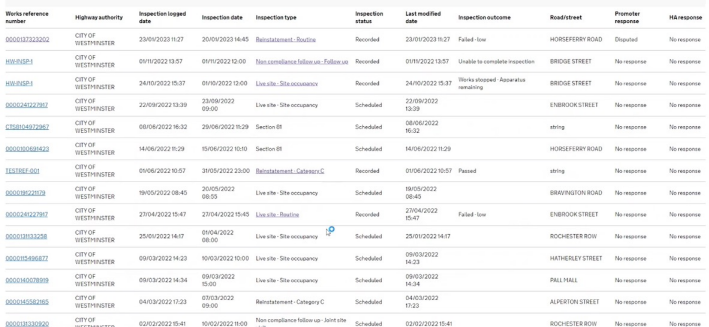 Works reference number Highway authority Inspection logged date Inspection date Inspection type Inspection status Last modified date Inspection outcome Road/street Promoter response HA response
0000137323202 CITY OF WESTMINSTER 23/01/2023 11:27 20/01/2023 14:45 Reinstatement - Routine Recorded 23/01/2023 11:27 Failed - low HORSEFERRY ROAD Disputed No response
HW-INSP-1 CITY OF WESTMINSTER 01/11/2022 13:57 01/11/2022 12:00 Non compliance follow up - Follow up Recorded 01/11/2022 13:57 Unable to complete inspection BRIDGE STREET No response No response
HW-INSP-1 CITY OF WESTMINSTER 24/10/2022 15:37 01/10/2022 12:00 Live site - Site occupancy Recorded 24/10/2022 15:37 Works stopped - Apparatus remaining BRIDGE STREET No response No response
0000241227917 CITY OF WESTMINSTER 22/09/2022 13:39 23/09/2022 09:00 Live site - Site occupancy Scheduled 22/09/2022 13:39 ENBROOK STREET No response No response
CTSB104972967 CITY OF WESTMINSTER 08/06/2022 16:32 29/06/2022 11:29 Section 81 Scheduled 08/06/2022 16:32 string No response No response
0000100691423 CITY OF WESTMINSTER 14/06/2022 11:29 15/06/2022 10:10 Section 81 Scheduled 14/06/2022 11:29 HORSEFERRY ROAD No response No response
TESTREF-001 CITY OF WESTMINSTER 01/06/2022 10:57 31/05/2022 23:00 Reinstatement - Category C Recorded 01/06/2022 10:57 Passed string No response No response
0000191221179 CITY OF WESTMINSTER 19/05/2022 08:45 20/05/2022 08:55 Live site - Site occupancy Scheduled 19/05/2022 08:45 BRAVINGTON ROAD No response No response
0000241227917 CITY OF WESTMINSTER 27/04/2022 15:47 27/04/2022 15:45 Live site - Routine Recorded 27/04/2022 15:47 Failed - low ENBROOK STREET No response No response
0000131133258 CITY OF WESTMINSTER 25/01/2022 14:17 01/04/2022 08:00 Live site - Site occupancy Scheduled 25/01/2022 14:17 ROCHESTER ROW No response No response
0000115496877 CITY OF WESTMINSTER 09/03/2022 14:23 10/03/2022 10:00 Live site - Site occupancy Scheduled 09/03/2022 14:23 HATHERLEY STREET No response No response
0000140078919 CITY OF WESTMINSTER 09/03/2022 14:34 09/03/2022 15:00 Live site - Site occupancy Scheduled 09/03/2022 14:34 PALL MALL No response No response
0000145582165 CITY OF WESTMINSTER 04/03/2022 17:23 07/03/2022 09:00 Reinstatement - Category C Scheduled 04/03/2022 17:23 ALPERTON STREET No response No response
0000131330920 CITY OF WESTMINSTER 02/02/2022 15:41 10/02/2022 11:00 Non compliance follow up - Joint site Scheduled 02/02/2022 15:41 ROCHESTER ROW No response No response